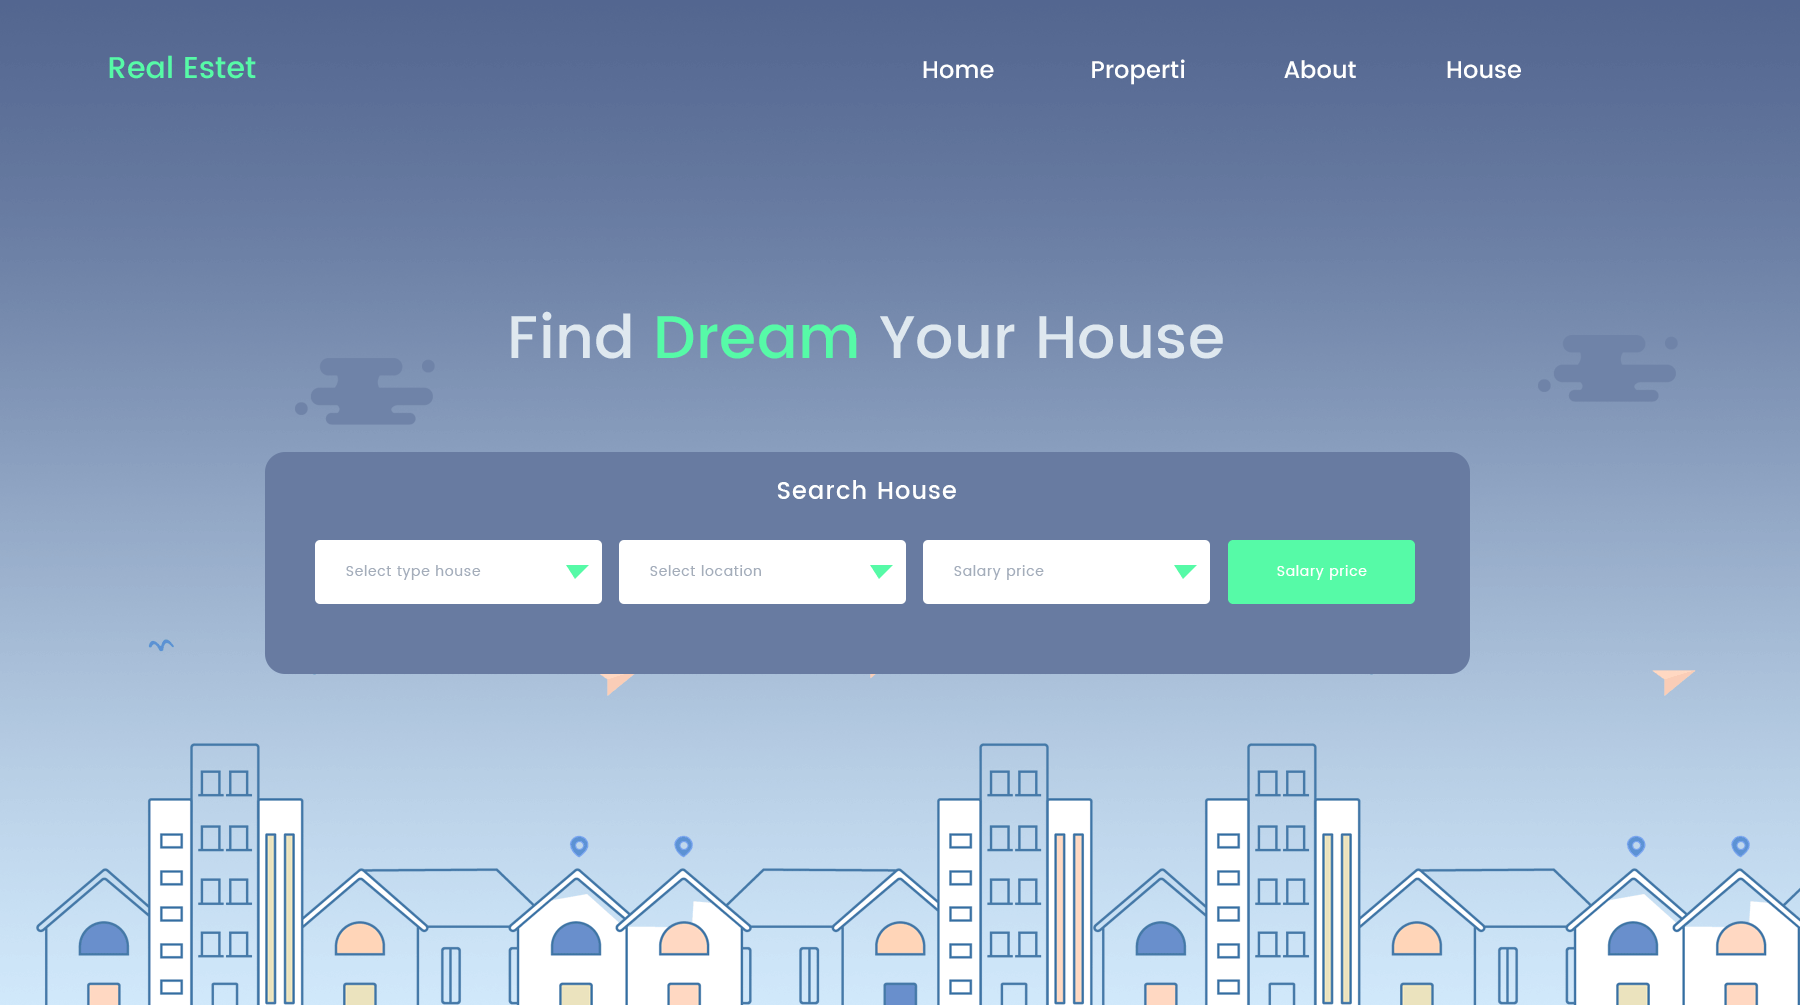 Real Estet
Home Properti About House
Find Dream Your House
Search House
Select type house Select location Salary price Salary price